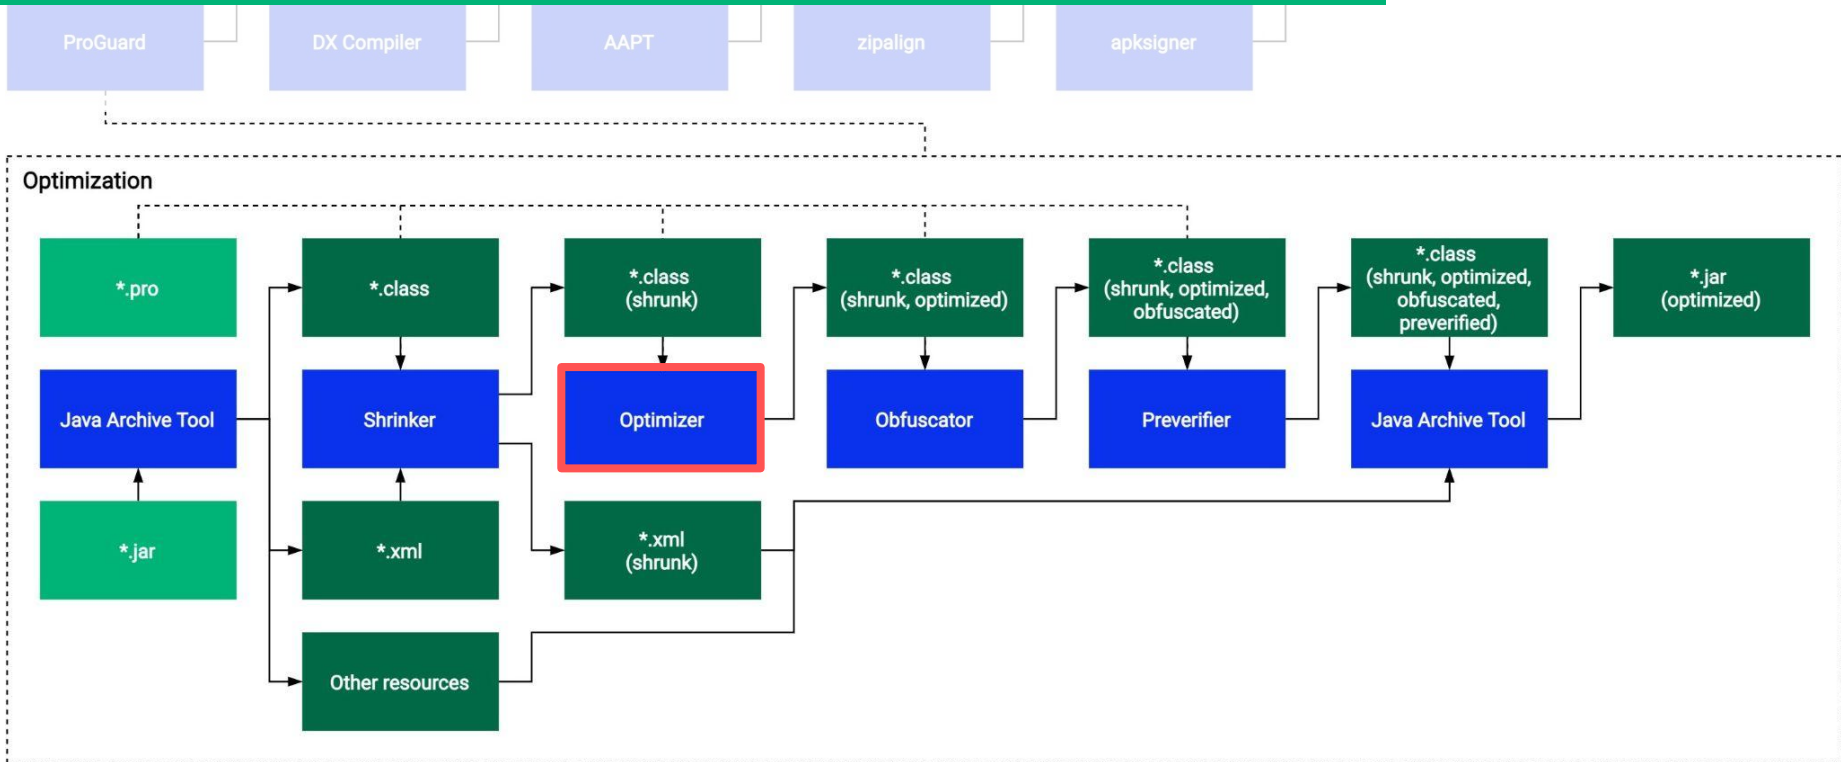 ProGuard
DX Compiler
AAPT
zipalign
apksigner
Optimization
*.pro
*.class
*.class
(shrunk)
*.class
(shrunk, optimized)
*.class
(shrunk, optimized,
obfuscated)
*.class
(shrunk, optimized,
obfuscated,
preverified)
*.jar
(optimized)
Java Archive Tool
Shrinker
Optimizer
Obfuscator
Preverifier
Java Archive Tool
*.jar
*.xml
*.xml
(shrunk)
Other resources